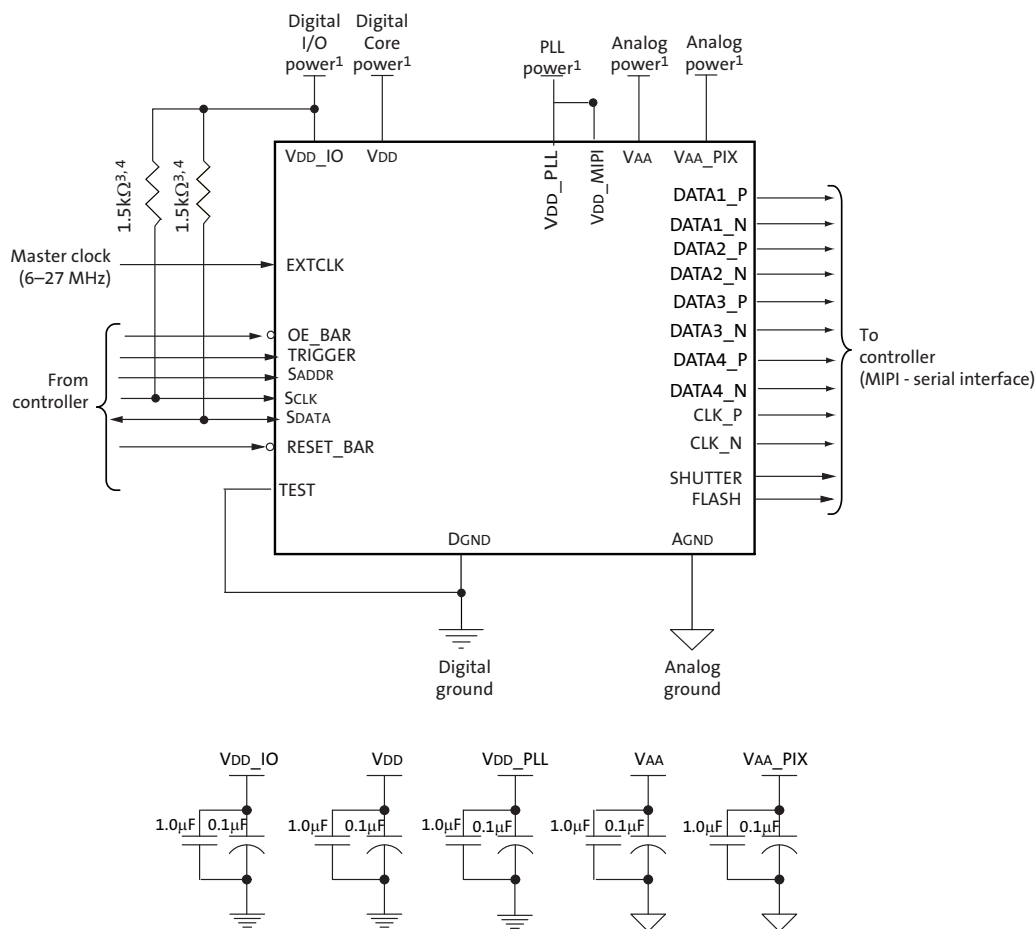 Digital
I/O
power1
Digital
Core
power1
PLL
power1
Analog
power1
Analog
power1
VDD_IO
VDD
VDD_PLL
VDD_MIPI
VAA
VAA_PIX
1.5kΩ3, 4
1.5kΩ3, 4
Master clock
(6–27 MHz)
EXTCLK
From
controller
OE_BAR
TRIGGER
SADDR
SCLK
SDATA
RESET_BAR
TEST
DATA1_P
DATA1_N
DATA2_P
DATA2_N
DATA3_P
DATA3_N
DATA4_P
DATA4_N
CLK_P
CLK_N
SHUTTER
FLASH
To
controller
(MIPI - serial interface)
DGND
AGND
Digital
ground
Analog
ground
VDD_IO
VDD
VDD_PLL
VAA
VAA_PIX
1.0µF
0.1µF
1.0µF
0.1µF
1.0µF
0.1µF
1.0µF
0.1µF
1.0µF
0.1µF